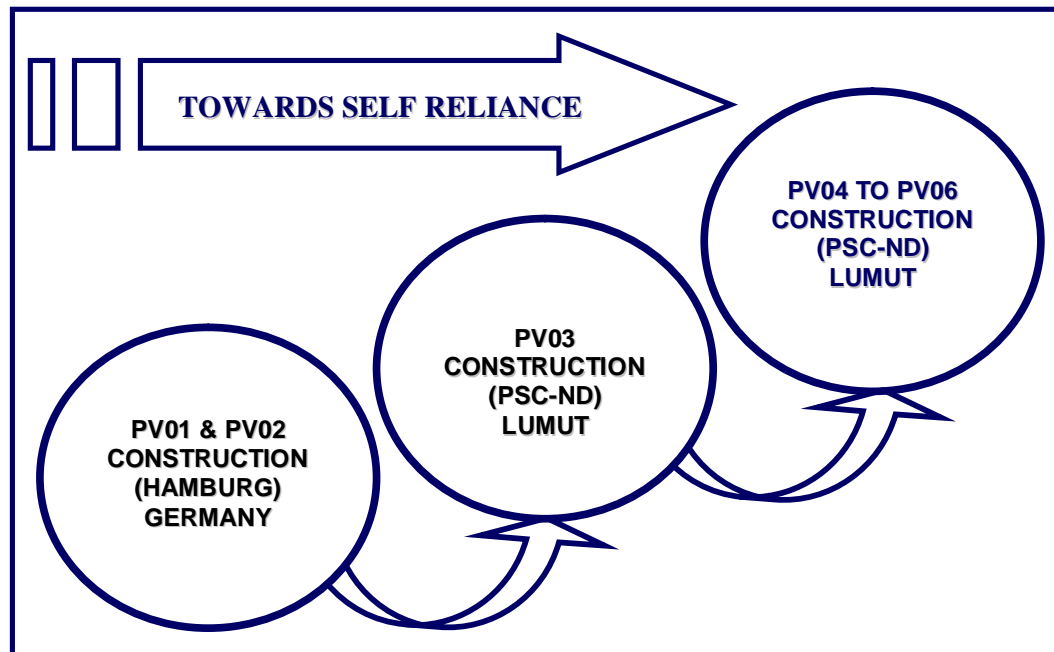 TOWARDS SELF RELIANCE
PV01 & PV02
CONSTRUCTION
(HAMBURG)
GERMANY
PV03
CONSTRUCTION
(PSC-ND)
LUMUT
PV04 TO PV06
CONSTRUCTION
(PSC-ND)
LUMUT